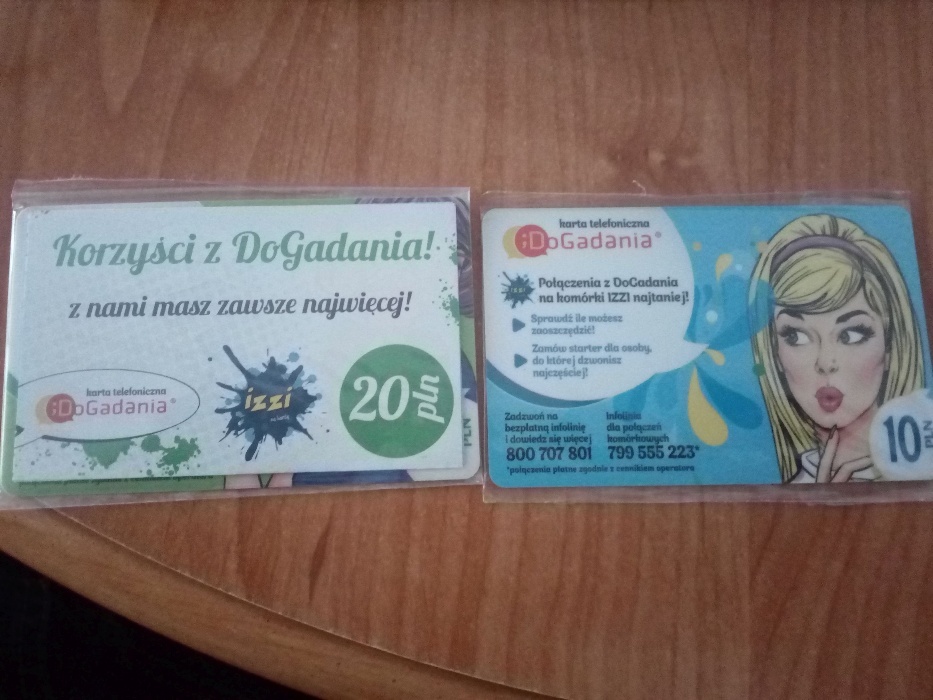 Korzyści z DoGadania!
z nami masz zawsze najwięcej!
karta telefoniczna
DoGadania®
izzi
20 pln
PLN
karta telefoniczna
DoGadania®
Połączenia z DoGadania
na komórki IZZI najtaniej!
Sprawdź ile możesz
zaoszczędzić!
Zamów starter dla osoby,
do której dzwonisz
najczęściej!
Zadzwoń na
bezpłatną infolinię
i dowiedz się więcej
800 707 801
Infolinia
dla połączeń
komórkowych
799 555 223*
*połączenia płatne zgodnie z cennikiem operatora
10 PLN